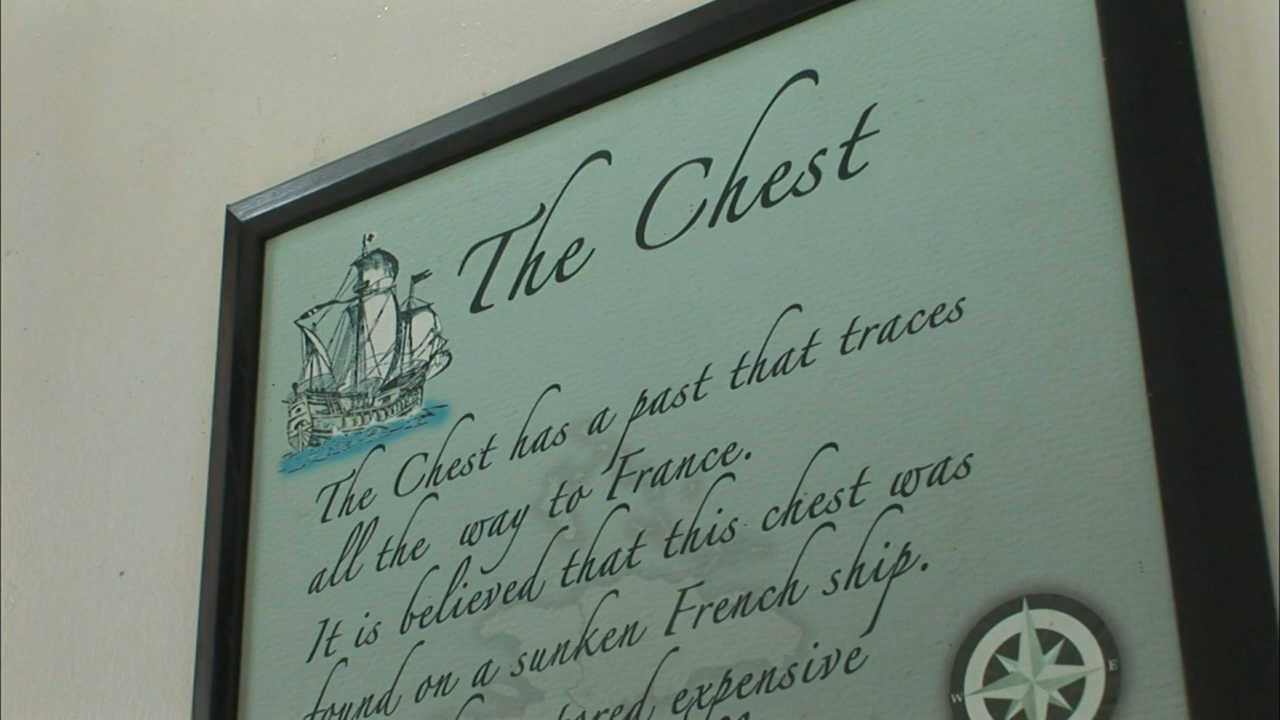 The Chest
The Chest has a past that traces
all the way to France.
It is believed that this chest was
found on a sunken French ship.
expensive
W
E